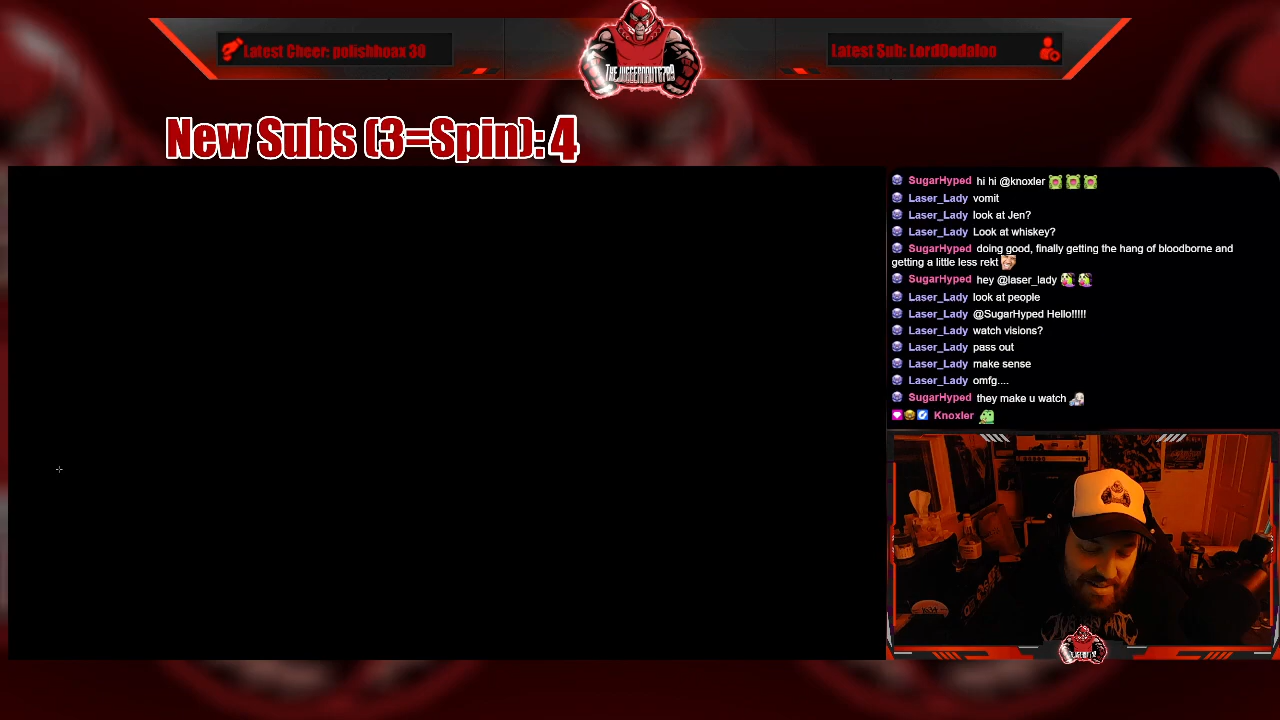 Latest Cheer: polishhoax 30
Latest Sub: LordOodaloo
New Subs (3=Spin): 4
SugarHyped hi hi @knoxler
Laser_Lady vomit
Laser_Lady look at Jen?
Laser_Lady Look at whiskey?
SugarHyped doing good, finally getting the hang of bloodborne and
getting a little less rekt
SugarHyped hey @laser_lady
Laser_Lady look at people
Laser_Lady @SugarHyped Hello!!!!!
Laser_Lady watch visions?
Laser_Lady pass out
Laser_Lady make sense
Laser_Lady omfg....
SugarHyped they make u watch
Knoxler